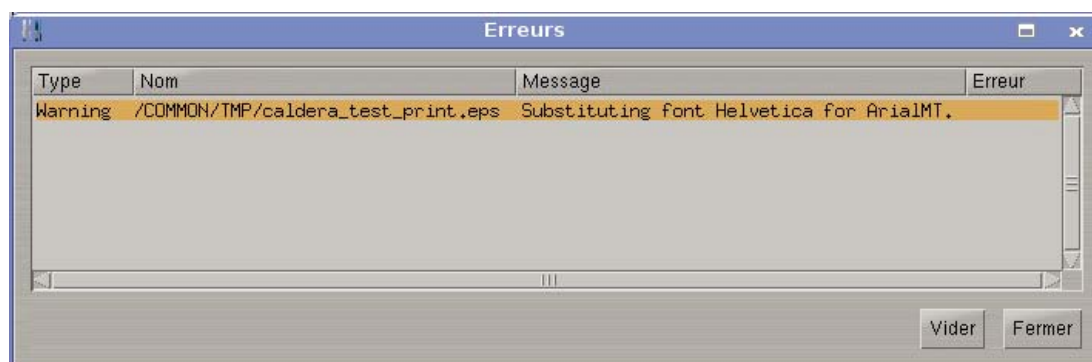 Erreurs
Type Nom Message Erreur
Warning /COMMON/TMP/caldera_test_print.eps Substituting font Helvetica for ArialMT.
Vider Fermer